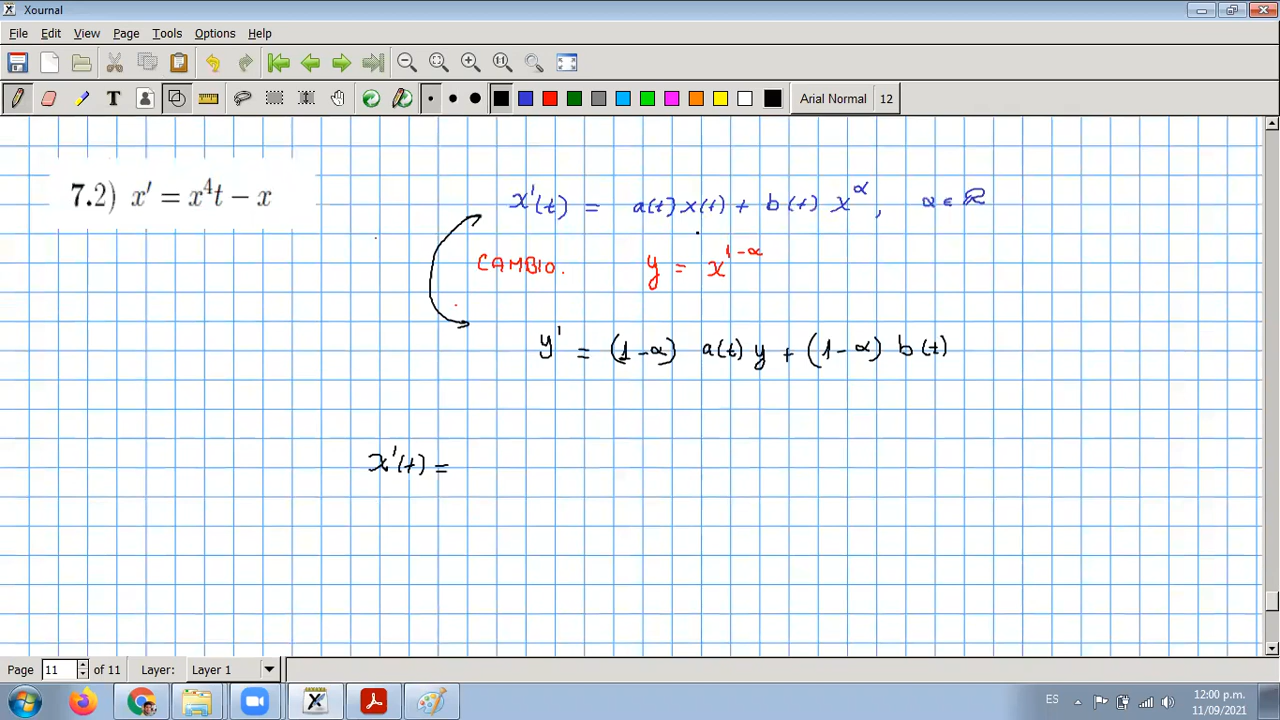 Xournal
File Edit View Page Tools Options Help
Arial Normal 12
7.2) x' = x⁴t − x
x'(t) = a(t) x(t) + b(t) x^α, α ∈ ℝ
CAMBIO. y = x^(1-α)
y' = (1-α) a(t) y + (1-α) b(t)
x'(t) =
Page 11 of 11 Layer: Layer 1
ES 12:00 p.m.
11/09/2021